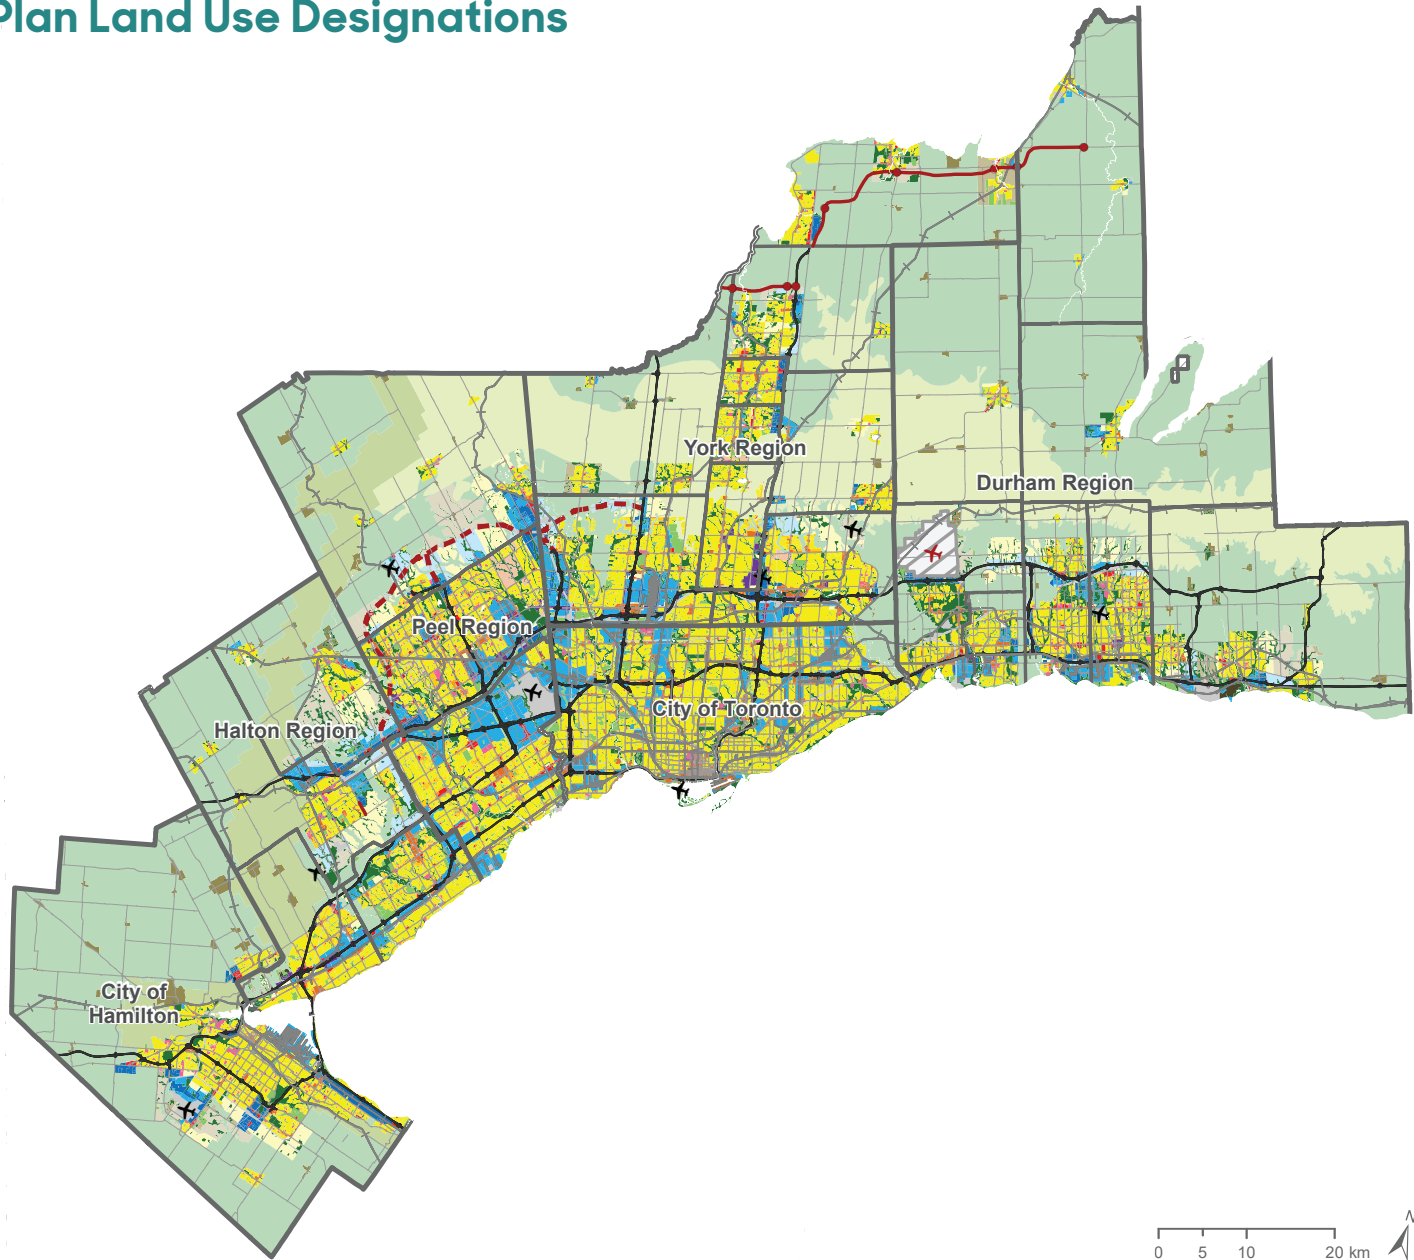 Plan Land Use Designations
York Region
Durham Region
Peel Region
City of Toronto
Halton Region
City of
Hamilton
N
0 5 10 20 km